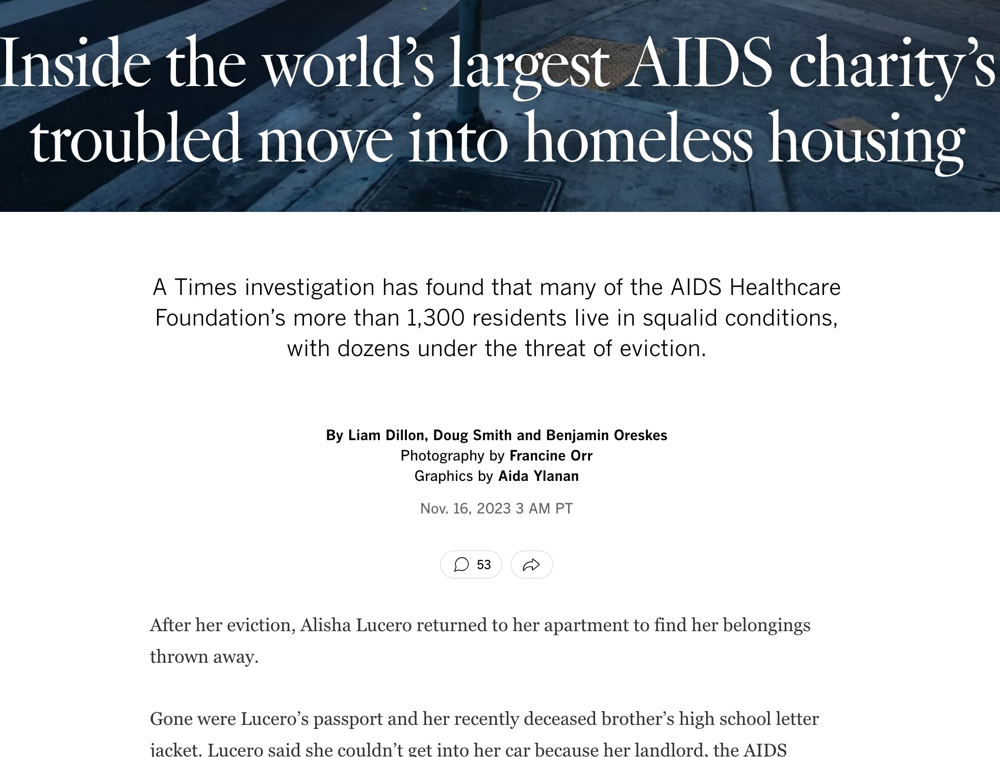 Inside the world’s largest AIDS charity’s
troubled move into homeless housing
A Times investigation has found that many of the AIDS Healthcare
Foundation’s more than 1,300 residents live in squalid conditions,
with dozens under the threat of eviction.
By Liam Dillon, Doug Smith and Benjamin Oreskes
Photography by Francine Orr
Graphics by Aida Ylanan
Nov. 16, 2023 3 AM PT
53
After her eviction, Alisha Lucero returned to her apartment to find her belongings
thrown away.
Gone were Lucero’s passport and her recently deceased brother’s high school letter
jacket. Lucero said she couldn’t get into her car because her landlord, the AIDS